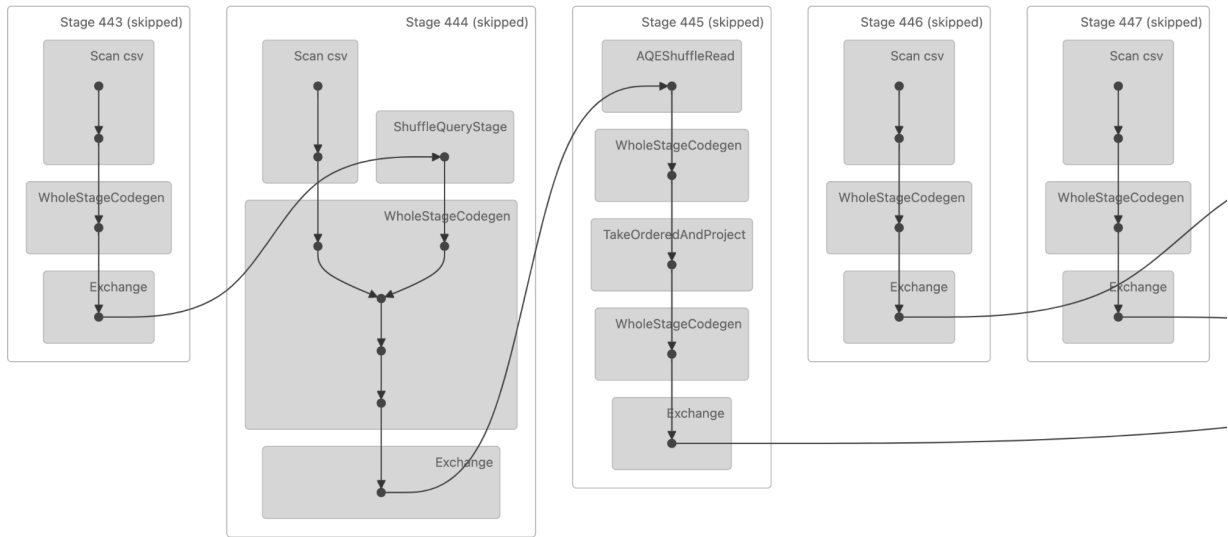 Stage 443 (skipped)
Scan csv
WholeStageCodegen
Exchange
Stage 444 (skipped)
Scan csv
ShuffleQueryStage
WholeStageCodegen
Exchange
Stage 445 (skipped)
AQEShuffleRead
WholeStageCodegen
TakeOrderedAndProject
WholeStageCodegen
Exchange
Stage 446 (skipped)
Scan csv
WholeStageCodegen
Exchange
Stage 447 (skipped)
Scan csv
WholeStageCodegen
Exchange